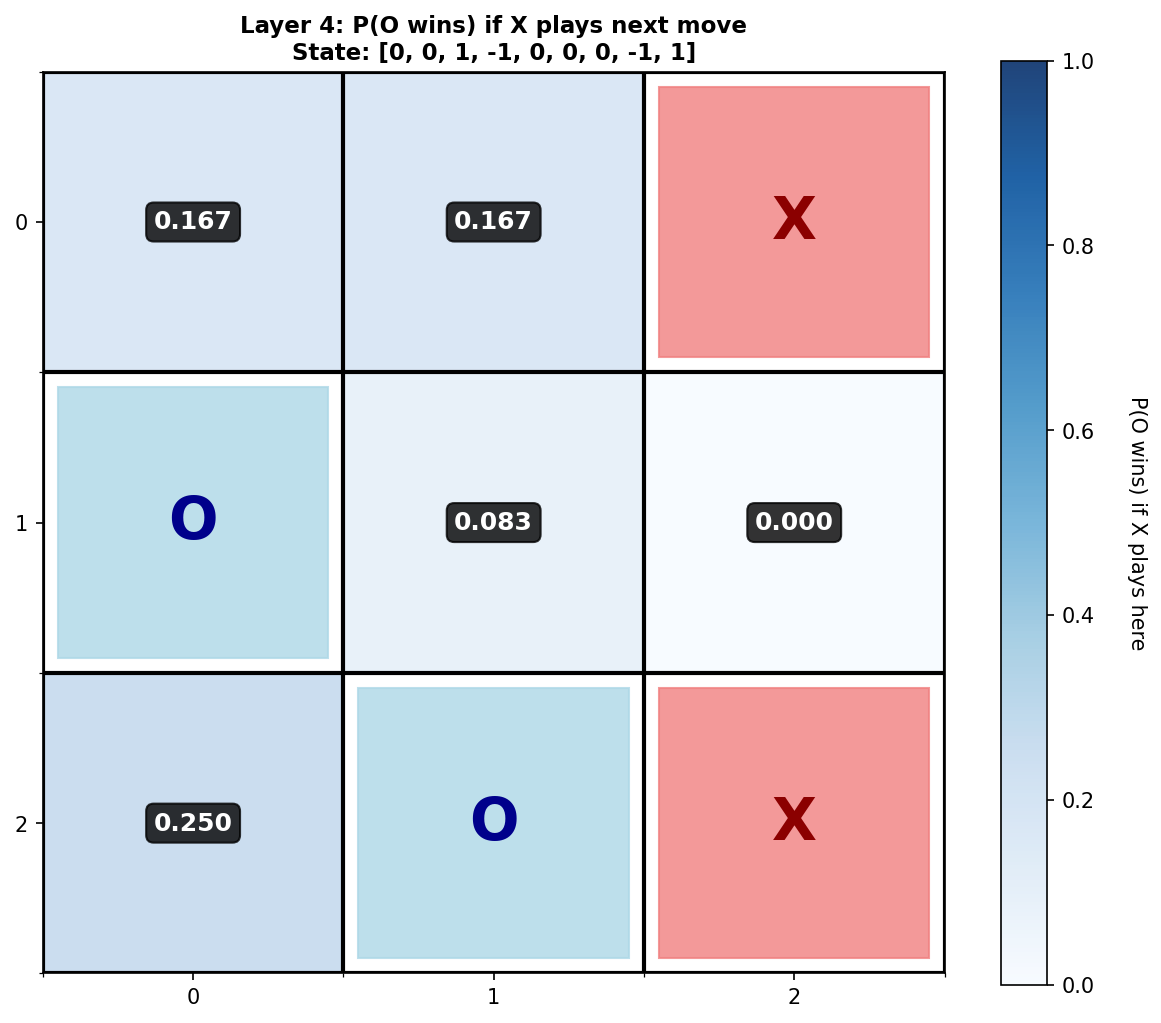 Layer 4: P(O wins) if X plays next move
State: [0, 0, 1, -1, 0, 0, 0, -1, 1]
0
0.167
0.167
X
1
O
0.083
0.000
2
0.250
O
X
0
1
2
1.0
0.8
0.6
0.4
0.2
0.0
P(O wins) if X plays here